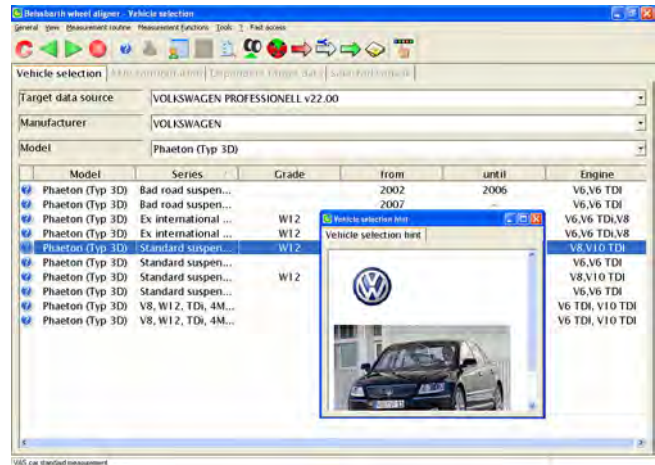 Beissbarth wheel aligner - Vehicle selection
General View Measurement routine Measurement functions Tools ? Fast access
Vehicle selection
Target data source VOLKSWAGEN PROFESSIONELL v22.00
Manufacturer VOLKSWAGEN
Model Phaeton (Typ 3D)
Model Series Grade from until Engine
Phaeton (Typ 3D) Bad road suspen... 2002 2006 V6,V6 TDI
Phaeton (Typ 3D) Bad road suspen... 2007 - V6,V6 TDI
Phaeton (Typ 3D) Ex international ... W12 V6,V6 TDI,V8
Phaeton (Typ 3D) Ex international ... W12 V6,V6 TDI,V8
Phaeton (Typ 3D) Standard suspen... W12 V8,V10 TDI
Phaeton (Typ 3D) Standard suspen... V6,V6 TDI
Phaeton (Typ 3D) Standard suspen... W12 V8,V10 TDI
Phaeton (Typ 3D) Standard suspen... V6,V6 TDI
Phaeton (Typ 3D) V8, W12, TDi, 4M... V6 TDI, V10 TDI
Phaeton (Typ 3D) V8, W12, TDi, 4M... V6 TDI, V10 TDI
Vehicle selection hint
Vehicle selection hint
VAS car standard measurement